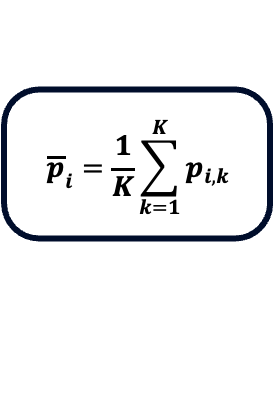 p̅ᵢ = 1/K ∑ₖ₌₁ᴷ pᵢ,ₖ